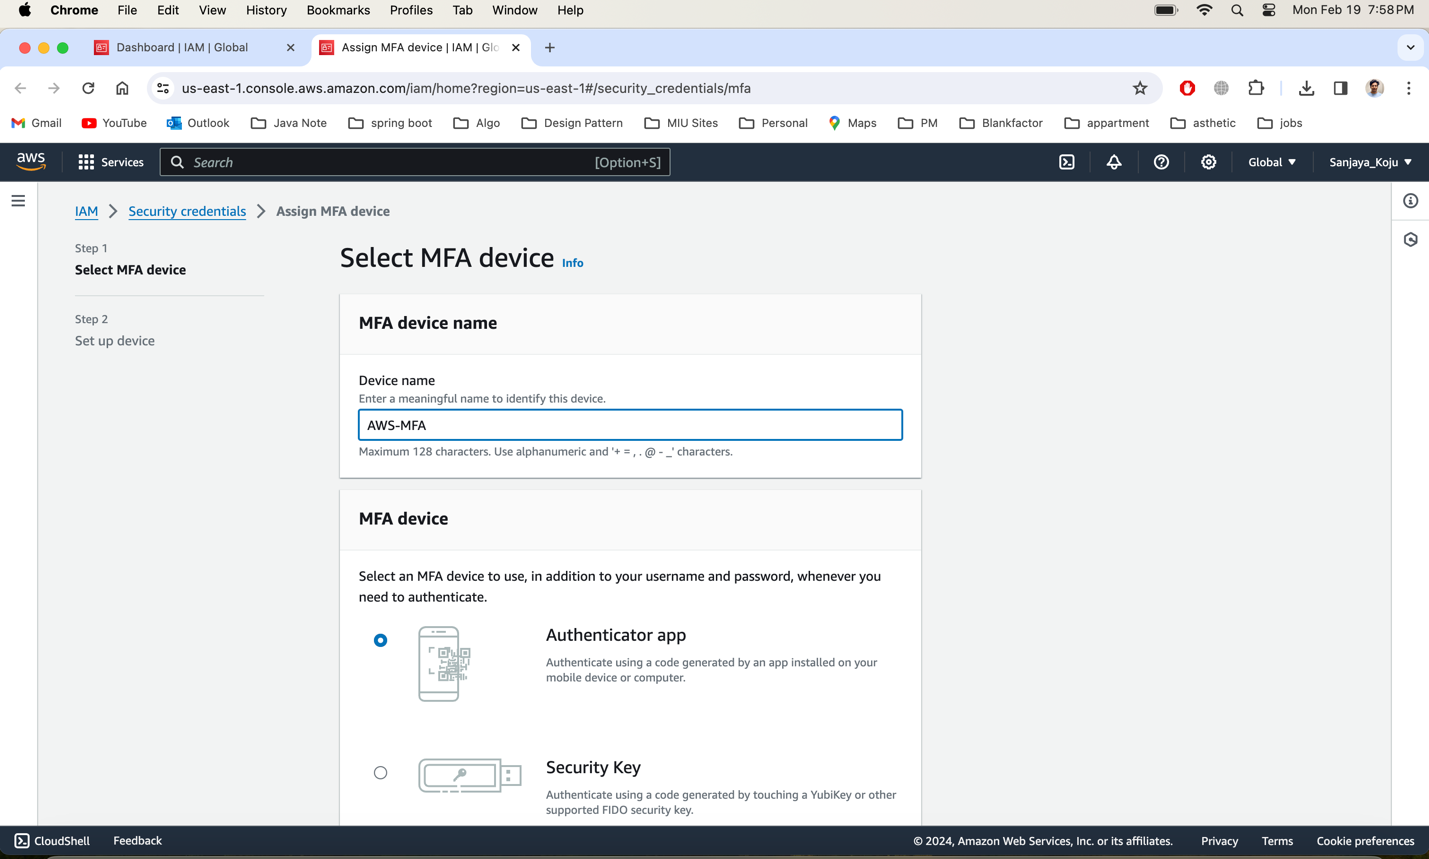 Chrome File Edit View History Bookmarks Profiles Tab Window Help Mon Feb 19 7:58 PM
Dashboard | IAM | Global Assign MFA device | IAM | Glo
us-east-1.console.aws.amazon.com/iam/home?region=us-east-1#/security_credentials/mfa
Gmail YouTube Outlook Java Note spring boot Algo Design Pattern MIU Sites Personal Maps PM Blankfactor appartment asthetic jobs
aws Services Search [Option+S] Global Sanjaya_Koju
IAM Security credentials Assign MFA device
Step 1
Select MFA device
Step 2
Set up device
Select MFA device Info
MFA device name
Device name
Enter a meaningful name to identify this device.
AWS-MFA
Maximum 128 characters. Use alphanumeric and '+ = , . @ - _' characters.
MFA device
Select an MFA device to use, in addition to your username and password, whenever you
need to authenticate.
Authenticator app
Authenticate using a code generated by an app installed on your
mobile device or computer.
Security Key
Authenticate using a code generated by touching a YubiKey or other
supported FIDO security key.
CloudShell Feedback © 2024, Amazon Web Services, Inc. or its affiliates. Privacy Terms Cookie preferences